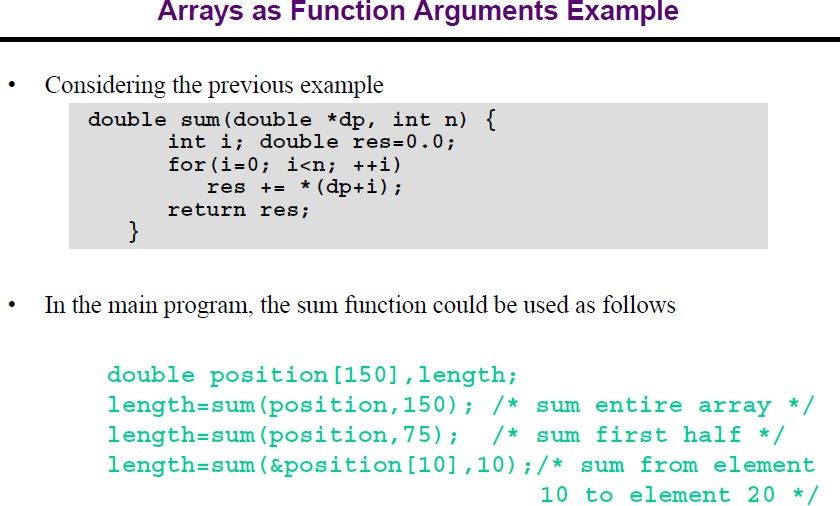 Arrays as Function Arguments Example
• Considering the previous example
double sum(double *dp, int n) {
int i; double res=0.0;
for(i=0; i<n; ++i)
res += *(dp+i);
return res;
}
• In the main program, the sum function could be used as follows
double position[150],length;
length=sum(position,150); /* sum entire array */
length=sum(position,75); /* sum first half */
length=sum(&position[10],10);/* sum from element
10 to element 20 */